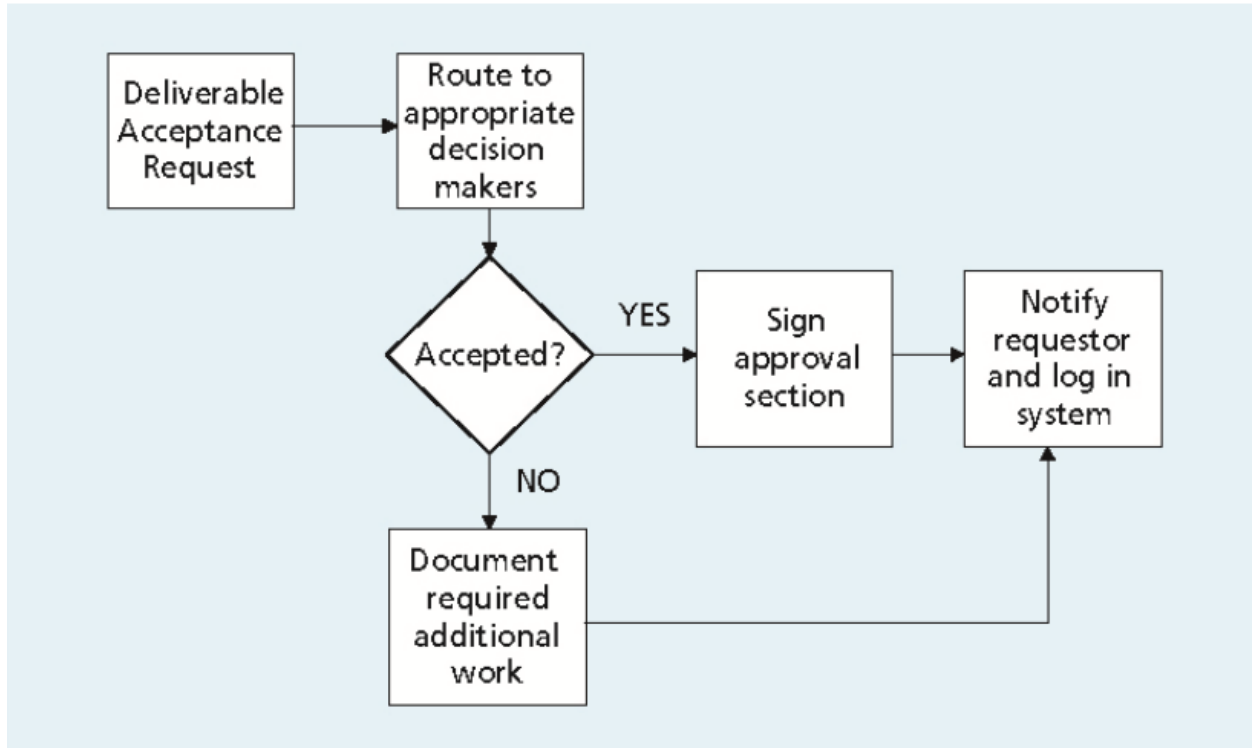 Deliverable
Acceptance
Request
Route to
appropriate
decision
makers
Accepted?
YES
Sign
approval
section
Notify
requestor
and log in
system
NO
Document
required
additional
work